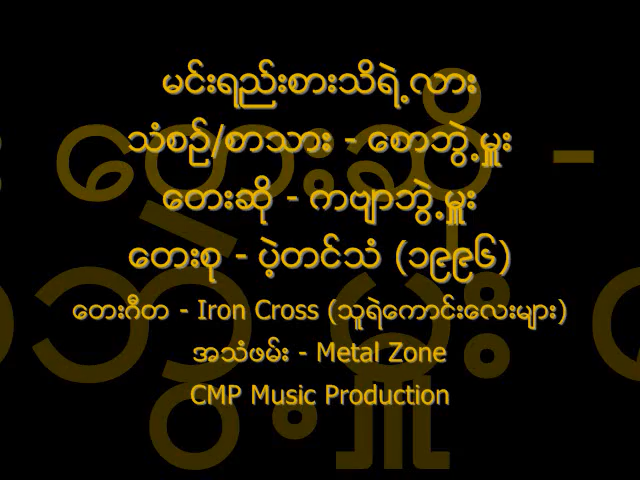 မင်းရည်းစားသိရဲ့လား
သံစဉ်/စာသား - စောဘွဲ့မှူး
တေးဆို - ကဗျာဘွဲ့မှူး
တေးစု - ပဲ့တင်သံ (၁၉၉၆)
တေးဂီတ - Iron Cross (သူရဲကောင်းလေးများ)
အသံဖမ်း - Metal Zone
CMP Music Production